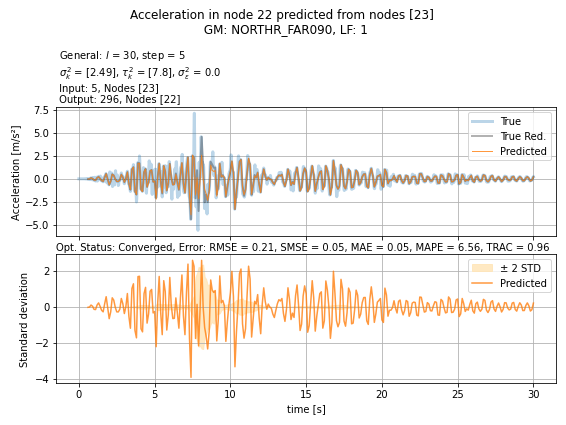 Acceleration in node 22 predicted from nodes [23]
GM: NORTHR_FAR090, LF: 1
General: l = 30, step = 5
σ²ₖ = [2.49], τ²ₖ = [7.8], σ²ε = 0.0
Input: 5, Nodes [23]
Output: 296, Nodes [22]
7.5
5.0
2.5
0.0
−2.5
−5.0
Acceleration [m/s²]
True
True Red.
Predicted
Opt. Status: Converged, Error: RMSE = 0.21, SMSE = 0.05, MAE = 0.05, MAPE = 6.56, TRAC = 0.96
2
0
−2
−4
Standard deviation
± 2 STD
Predicted
0 5 10 15 20 25 30
time [s]